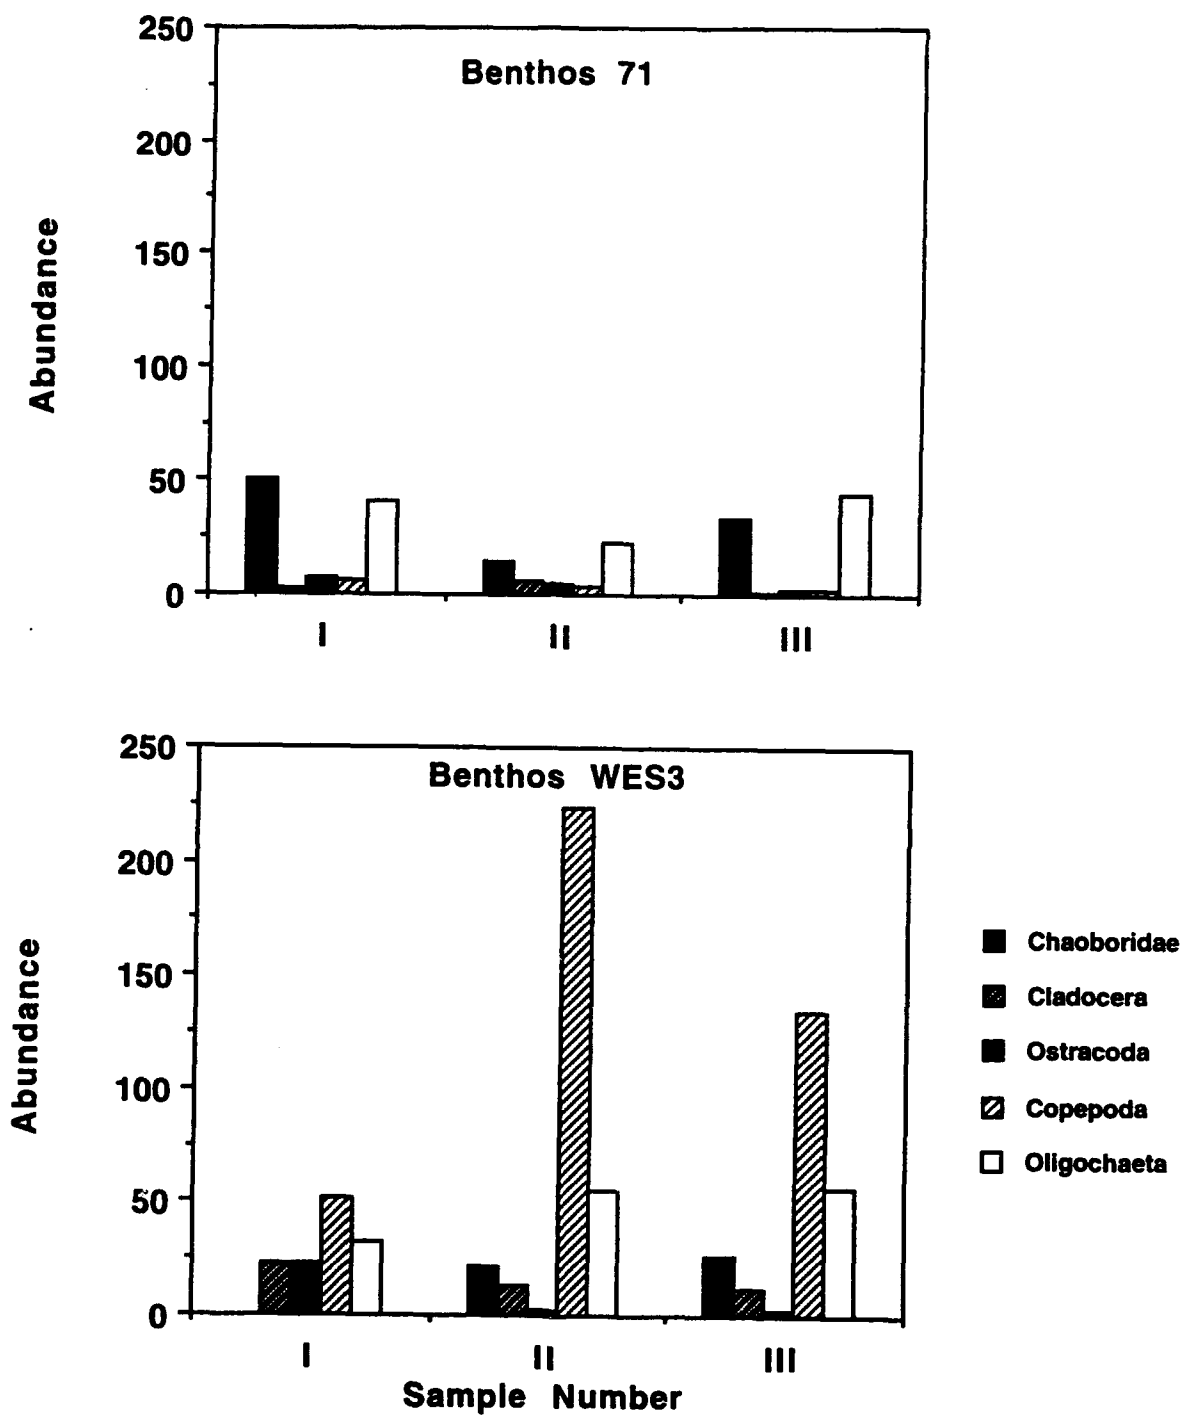 Benthos 71
250
200
150
100
50
0
Abundance
I II III
Benthos WES3
250
200
150
100
50
0
Abundance
I II III
Sample Number
Chaoboridae
Cladocera
Ostracoda
Copepoda
Oligochaeta